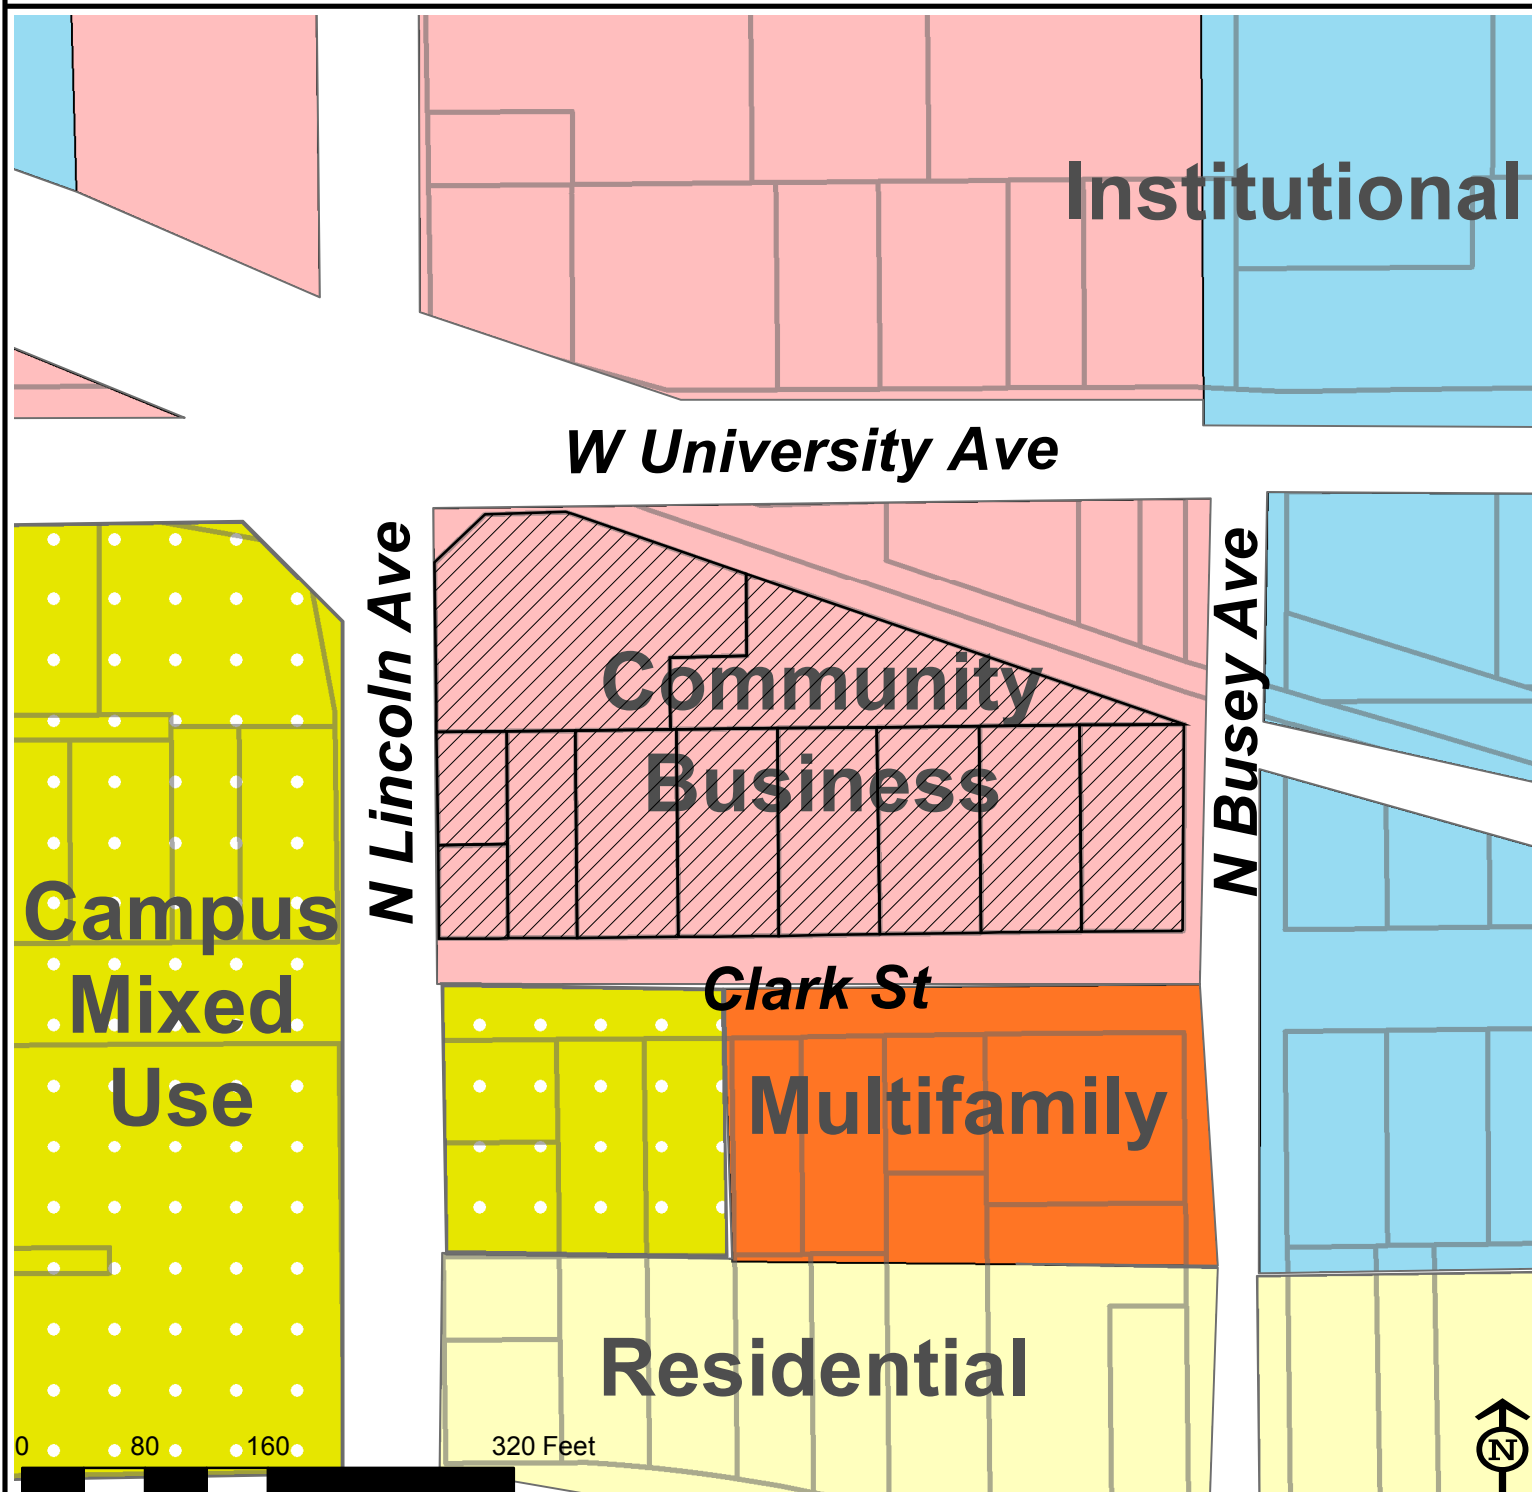 Institutional
W University Ave
N Lincoln Ave
N Busey Ave
Community
Business
Campus
Mixed
Use
Clark St
Multifamily
Residential
0 80 160 320 Feet
N